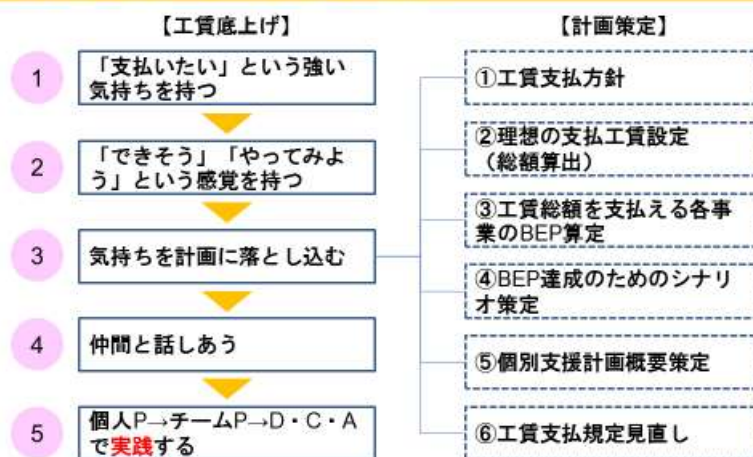 【工賃底上げ】
1
「支払いたい」という強い
気持ちを持つ
2
「できそう」「やってみよ
う」という感覚を持つ
3
気持ちを計画に落とし込む
4
仲間と話しあう
5
個人P→チームP→D・C・A
で実践する
【計画策定】
①工賃支払方針
②理想の支払工賃設定
（総額算出）
③工賃総額を支払える各事
業のBEP算定
④BEP達成のためのシナリ
オ策定
⑤個別支援計画概要策定
⑥工賃支払規定見直し